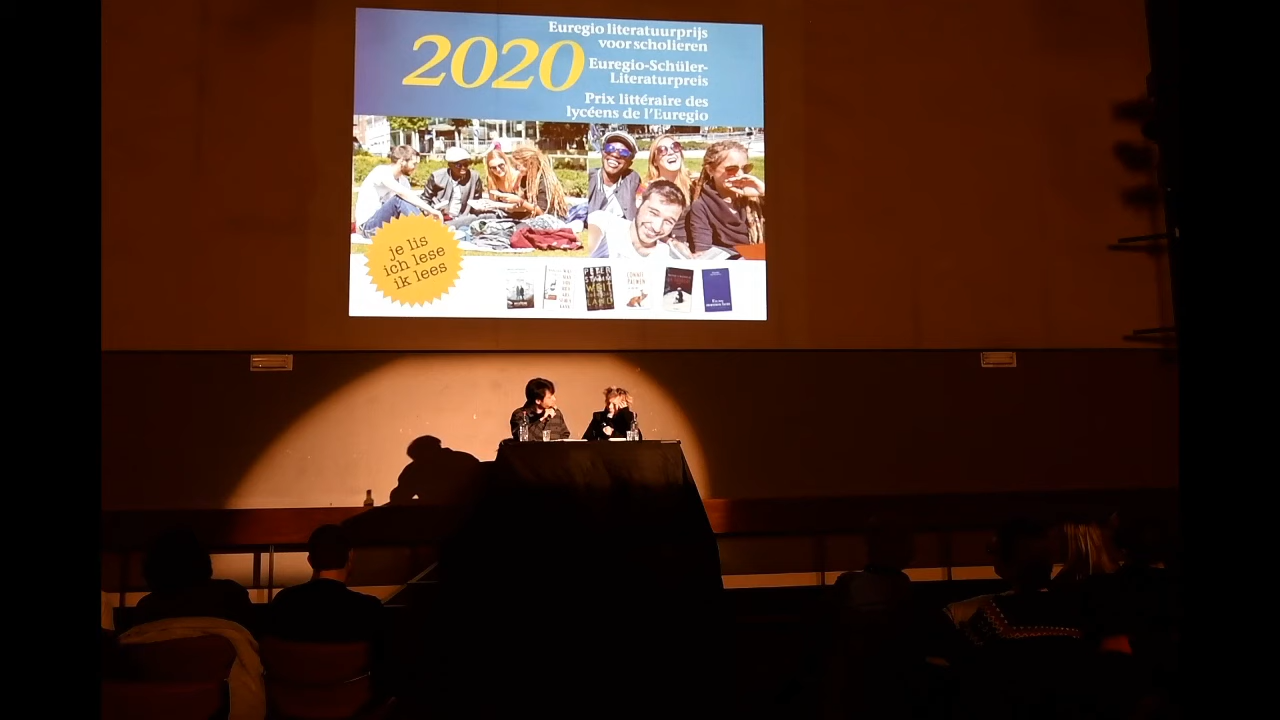 2020
Euregio literatuurprijs
voor scholieren
Euregio-Schüler-
Literaturpreis
Prix littéraire des
lycéens de l'Euregio
je lis
ich lese
ik lees